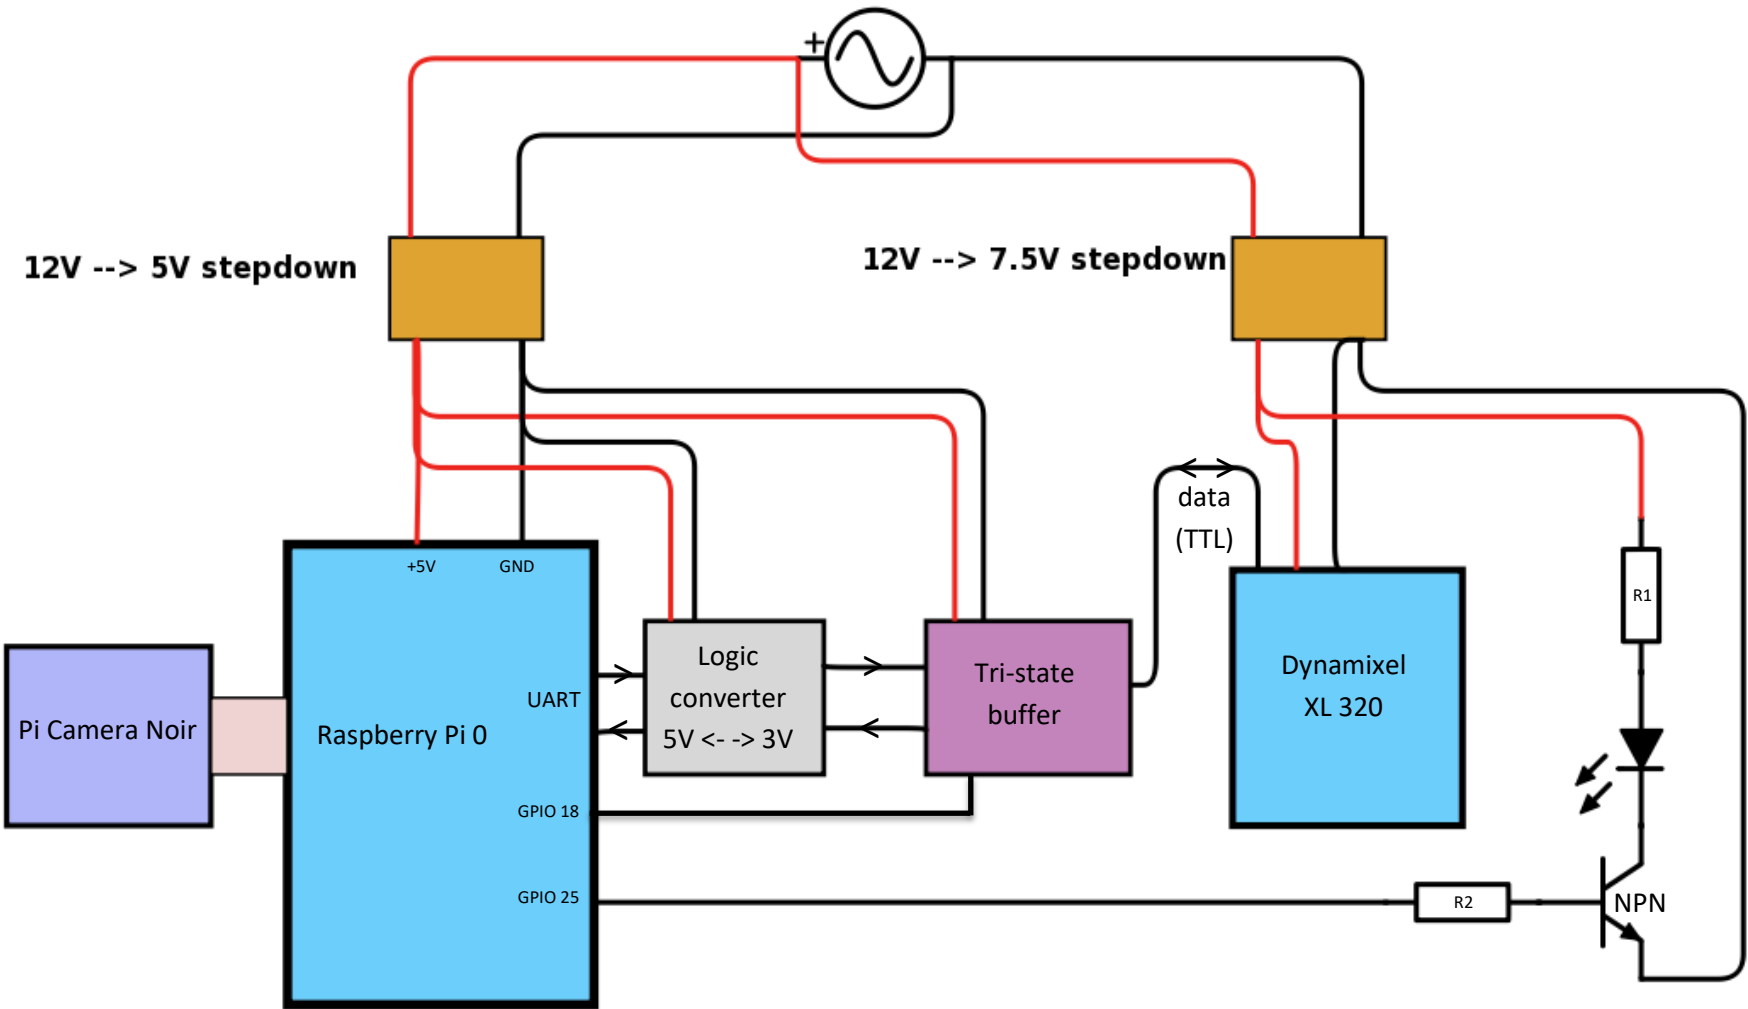 +
12V --> 5V stepdown
12V --> 7.5V stepdown
data
(TTL)
+5V
GND
R1
Logic
converter
5V <- -> 3V
Tri-state
buffer
Dynamixel
XL 320
UART
Pi Camera Noir
Raspberry Pi 0
GPIO 18
GPIO 25
R2
NPN